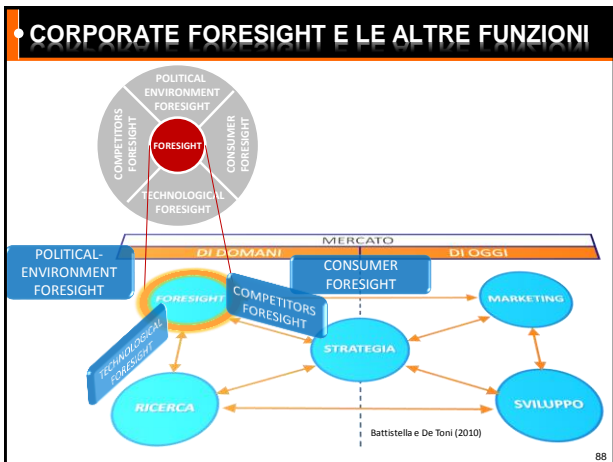 CORPORATE FORESIGHT E LE ALTRE FUNZIONI
POLITICAL
ENVIRONMENT
FORESIGHT
COMPETITORS
FORESIGHT
FORESIGHT
CONSUMER
FORESIGHT
TECHNOLOGICAL
FORESIGHT
MERCATO
DI DOMANI
DI OGGI
POLITICAL-
ENVIRONMENT
FORESIGHT
CONSUMER
FORESIGHT
FORESIGHT
COMPETITORS
FORESIGHT
MARKETING
TECHNOLOGICAL
FORESIGHT
STRATEGIA
RICERCA
SVILUPPO
Battistella e De Toni (2010)
88